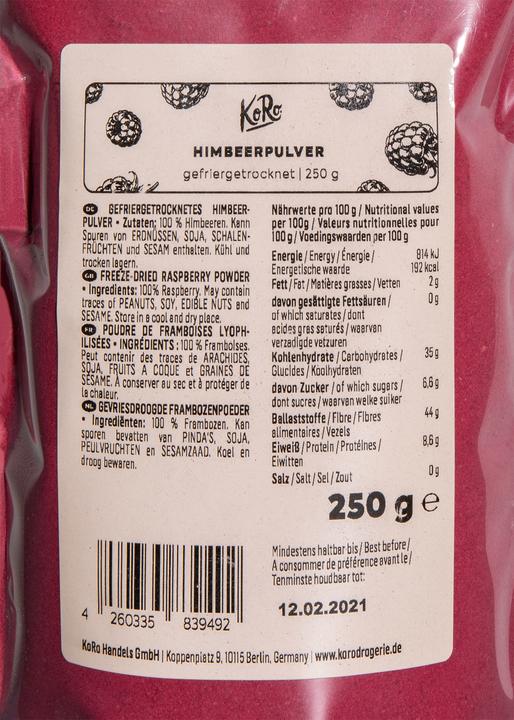 KoRo
HIMBEERPULVER
gefriergetrocknet | 250 g
DE GEFRIERGETROCKNETES HIMBEER-
PULVER • Zutaten: 100 % Himbeeren. Kann
Spuren von ERDNÜSSEN, SOJA, SCHALEN-
FRÜCHTEN und SESAM enthalten. Kühl und
trocken lagern.
GB FREEZE-DRIED RASPBERRY POWDER
• Ingredients: 100% Raspberry. May contain
traces of PEANUTS, SOY, EDIBLE NUTS and
SESAME. Store in a cool and dry place.
FR POUDRE DE FRAMBOISES LYOPH-
ILISÉES • INGRÉDIENTS : 100 % Framboises.
Peut contenir des traces de ARACHIDES,
SOJA, FRUITS A COQUE et GRAINES DE
SÉSAME. À conserver au sec et à protéger de
la chaleur.
NL GEVRIESDROOGDE FRAMBOZENPOEDER
• Ingrediënten: 100 % Frambozen. Kan
sporen bevatten van PINDA'S, SOJA,
PEULVRUCHTEN en SESAMZAAD. Koel en
droog bewaren.
Nährwerte pro 100 g / Nutritional values
per 100g / Valeurs nutritionnelles pour
100 g / Voedingswaarden per 100 g
Energie / Energy / Énergie / 814 kJ
Energetische waarde 192 kcal
Fett / Fat / Matières grasses / Vetten 2 g
davon gesättigte Fettsäuren / 0 g
of which saturates / dont
acides gras saturés / waarvan
verzadigde vetzuren
Kohlenhydrate / Carbohydrates / 35 g
Glucides / Koolhydraten
davon Zucker / of which sugars / 6,6 g
dont sucres / waarvan welke suiker
Ballaststoffe / Fibre / Fibres 44 g
alimentaires / Vezels
Eiweiß / Protein / Protéines / 8,6 g
Eiwitten
Salz / Salt / Sel / Zout 0 g
250 g e
Mindestens haltbar bis / Best before /
A consommer de préférence avant le /
Tenminste houdbaar tot:
12.02.2021
4 260335 839492
KoRo Handels GmbH | Koppenplatz 9, 10115 Berlin, Germany | www.korodrogerie.de